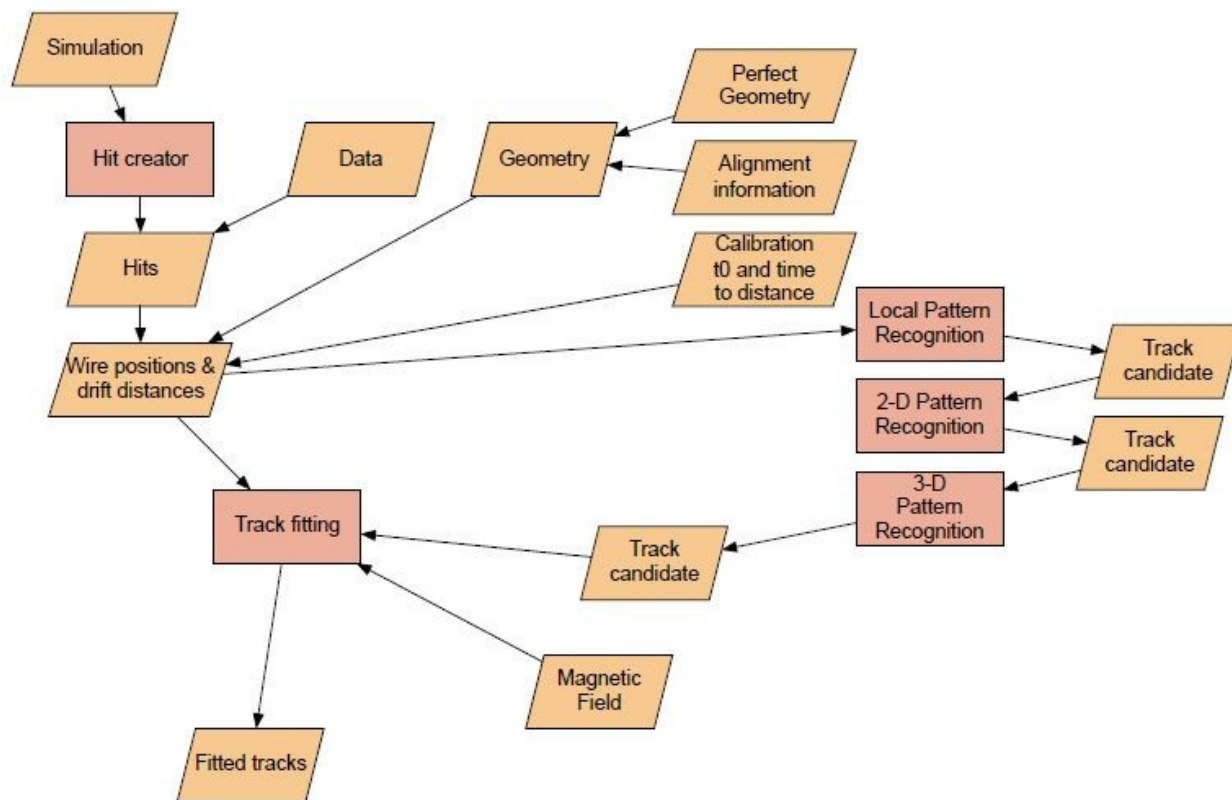 Simulation
Perfect
Geometry
Hit creator
Data
Geometry
Alignment
information
Hits
Calibration
t0 and time
to distance
Local Pattern
Recognition
Track
candidate
Wire positions &
drift distances
2-D Pattern
Recognition
Track
candidate
3-D
Pattern
Recognition
Track fitting
Track
candidate
Magnetic
Field
Fitted tracks